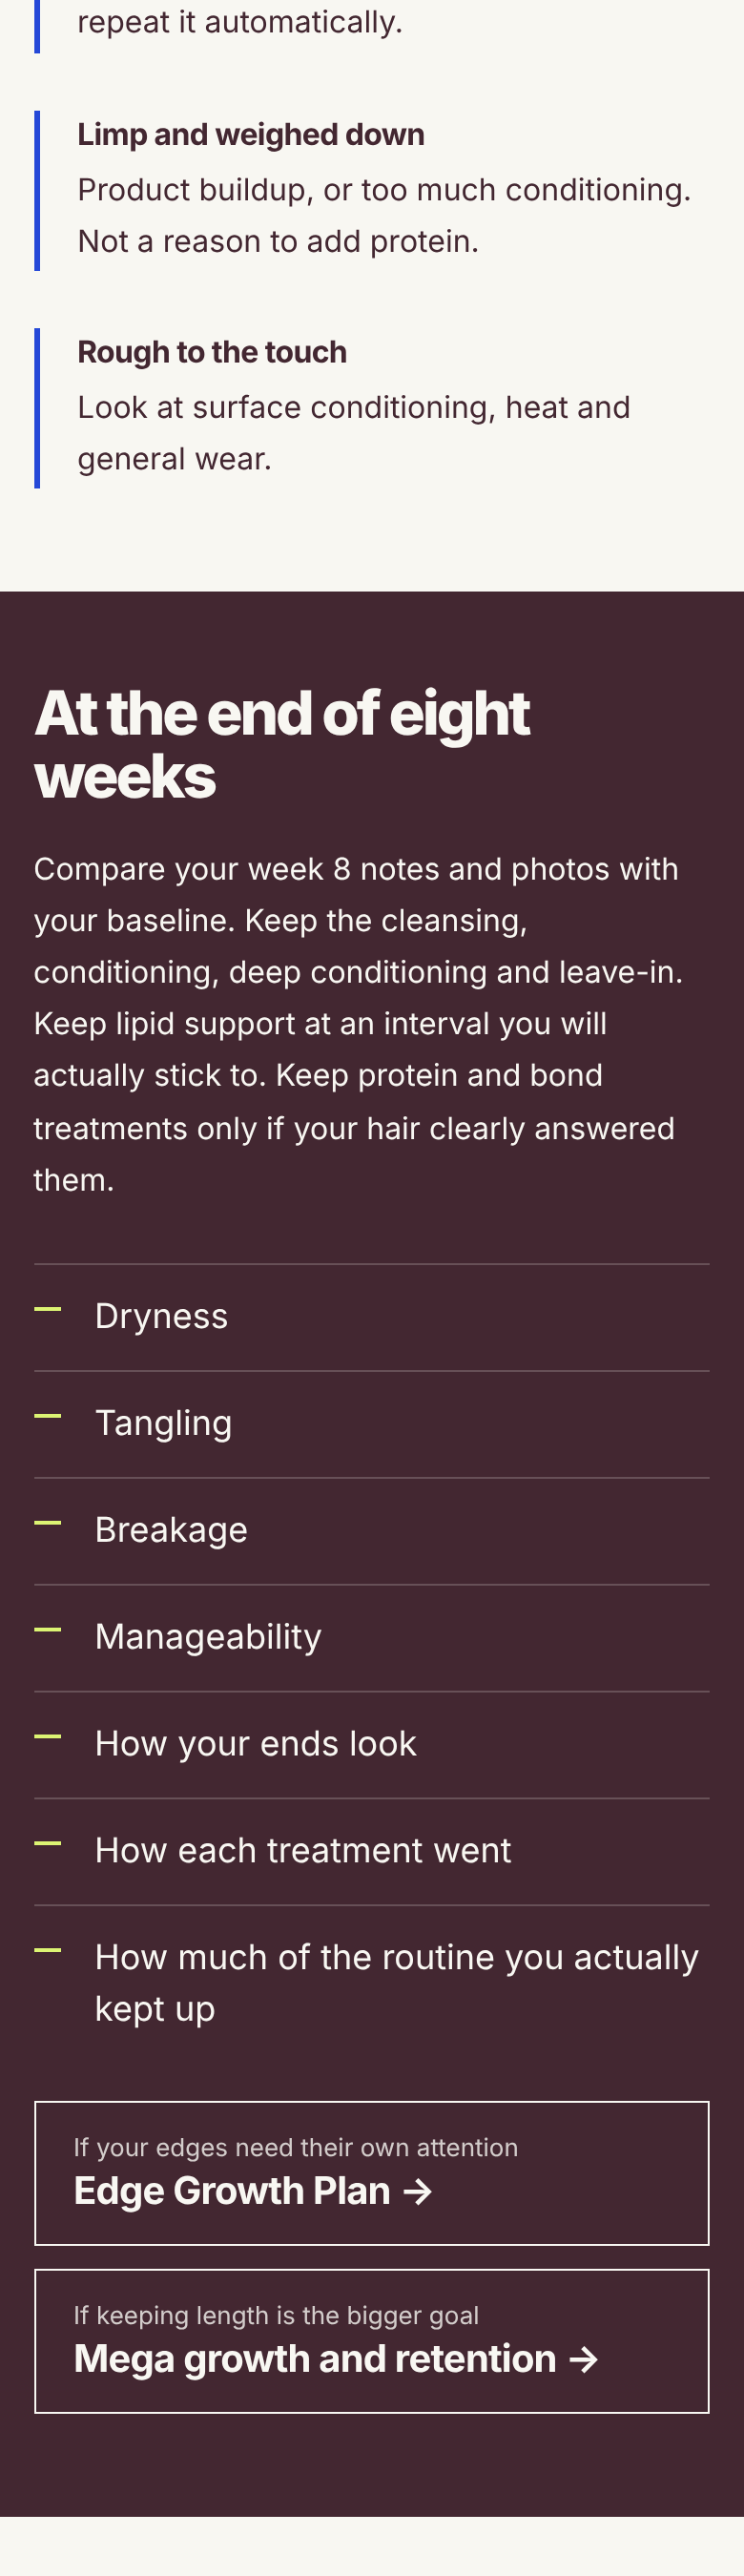 repeat it automatically.
Limp and weighed down
Product buildup, or too much conditioning.
Not a reason to add protein.
Rough to the touch
Look at surface conditioning, heat and
general wear.
At the end of eight
weeks
Compare your week 8 notes and photos with
your baseline. Keep the cleansing,
conditioning, deep conditioning and leave-in.
Keep lipid support at an interval you will
actually stick to. Keep protein and bond
treatments only if your hair clearly answered
them.
Dryness
Tangling
Breakage
Manageability
How your ends look
How each treatment went
How much of the routine you actually
kept up
If your edges need their own attention
Edge Growth Plan →
If keeping length is the bigger goal
Mega growth and retention →